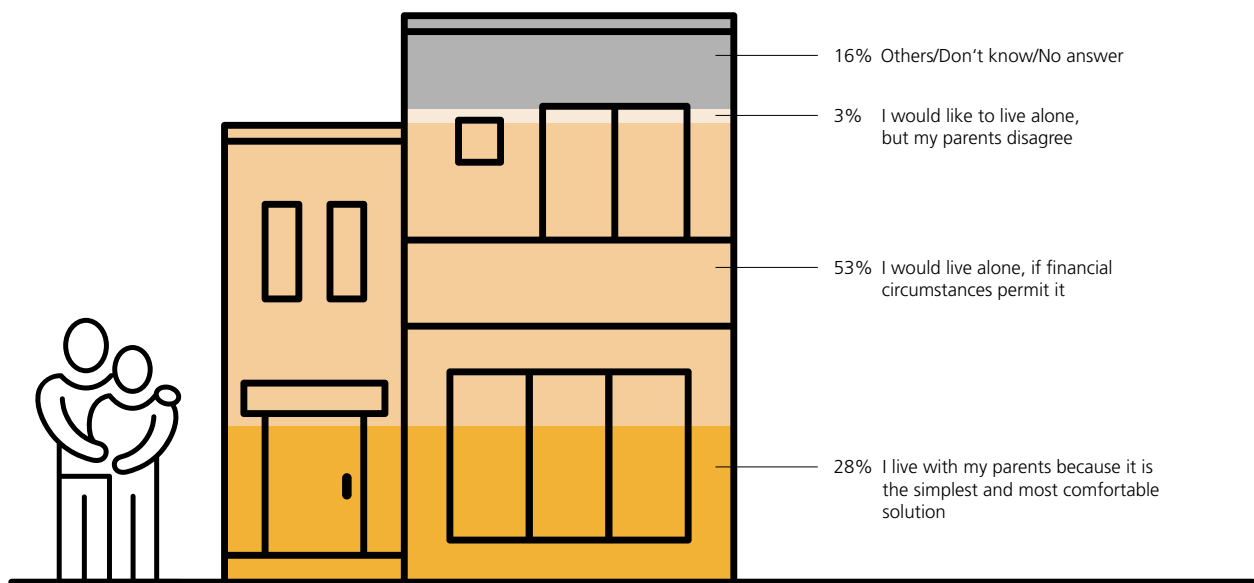 16% Others/Don‘t know/No answer
3% I would like to live alone,
but my parents disagree
53% I would live alone, if financial
circumstances permit it
28% I live with my parents because it is
the simplest and most comfortable
solution